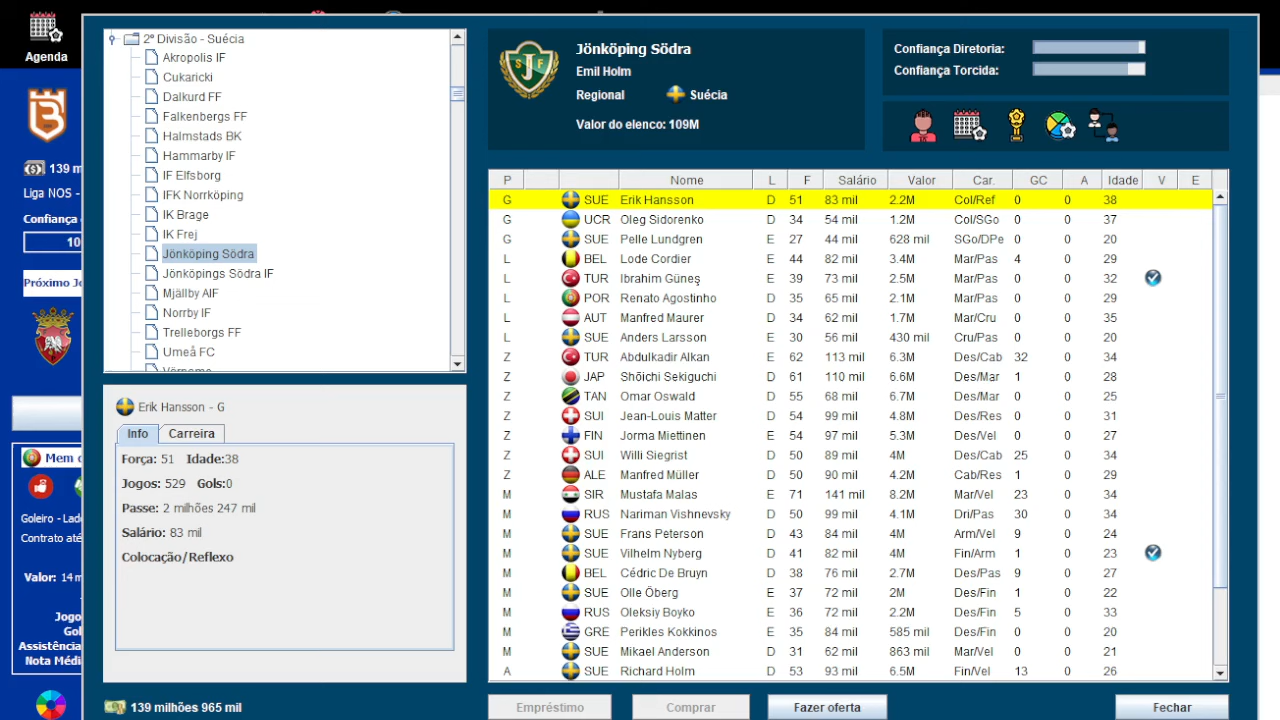 Agenda
139 m
Liga NOS -
Confiança
10
Próximo Jo
Mem d
Goleiro - Lad
Contrato até
Valor: 14 m
Jogo
Gol
Assistência
Nota Médi
2ª Divisão - Suécia
Akropolis IF
Cukaricki
Dalkurd FF
Falkenbergs FF
Halmstads BK
Hammarby IF
IF Elfsborg
IFK Norrköping
IK Brage
IK Frej
Jönköping Södra
Jönköpings Södra IF
Mjällby AIF
Norrby IF
Trelleborgs FF
Umeå FC
Värnamo
Erik Hansson - G
Info Carreira
Força: 51 Idade:38
Jogos: 529 Gols:0
Passe: 2 milhões 247 mil
Salário: 83 mil
Colocação/Reflexo
139 milhões 965 mil
Jönköping Södra
Emil Holm
Regional Suécia
Valor do elenco: 109M
Confiança Diretoria:
Confiança Torcida:
P Nome L F Salário Valor Car. GC A Idade V E
G SUE Erik Hansson D 51 83 mil 2.2M Col/Ref 0 0 38
G UCR Oleg Sidorenko D 34 54 mil 1.2M Col/SGo 0 0 37
G SUE Pelle Lundgren E 27 44 mil 628 mil SGo/DPe 0 0 20
L BEL Lode Cordier E 44 82 mil 3.4M Mar/Pas 4 0 29
L TUR Ibrahim Güneş E 39 73 mil 2.5M Mar/Pas 0 0 32
L POR Renato Agostinho D 35 65 mil 2.1M Mar/Pas 0 0 29
L AUT Manfred Maurer D 34 62 mil 1.7M Mar/Cru 0 0 35
L SUE Anders Larsson E 30 56 mil 430 mil Cru/Pas 0 0 20
Z TUR Abdulkadir Alkan E 62 113 mil 6.3M Des/Cab 32 0 34
Z JAP Shōichi Sekiguchi D 61 110 mil 6.6M Des/Mar 1 0 28
Z TAN Omar Oswald D 55 68 mil 6.7M Des/Mar 0 0 25
Z SUI Jean-Louis Matter D 54 99 mil 4.8M Des/Res 0 0 31
Z FIN Jorma Miettinen E 54 97 mil 5.3M Des/Vel 0 0 27
Z SUI Willi Siegrist D 50 89 mil 4M Des/Cab 25 0 34
Z ALE Manfred Müller D 50 90 mil 4.2M Cab/Res 1 0 29
M SIR Mustafa Malas E 71 141 mil 8.2M Mar/Vel 23 0 34
M RUS Nariman Vishnevsky D 50 99 mil 4.1M Dri/Pas 30 0 34
M SUE Frans Peterson D 43 84 mil 4M Arm/Vel 9 0 24
M SUE Vilhelm Nyberg D 41 82 mil 4M Fin/Arm 1 0 23
M BEL Cédric De Bruyn D 38 76 mil 2.7M Des/Pas 9 0 27
M SUE Olle Öberg E 37 72 mil 2M Des/Fin 1 0 22
M RUS Oleksiy Boyko E 36 72 mil 2.2M Des/Fin 5 0 33
M GRE Perikles Kokkinos E 35 84 mil 585 mil Des/Fin 0 0 20
M SUE Mikael Anderson D 31 62 mil 863 mil Mar/Vel 0 0 21
A SUE Richard Holm D 53 93 mil 6.5M Fin/Vel 13 0 26
Empréstimo Comprar Fazer oferta Fechar